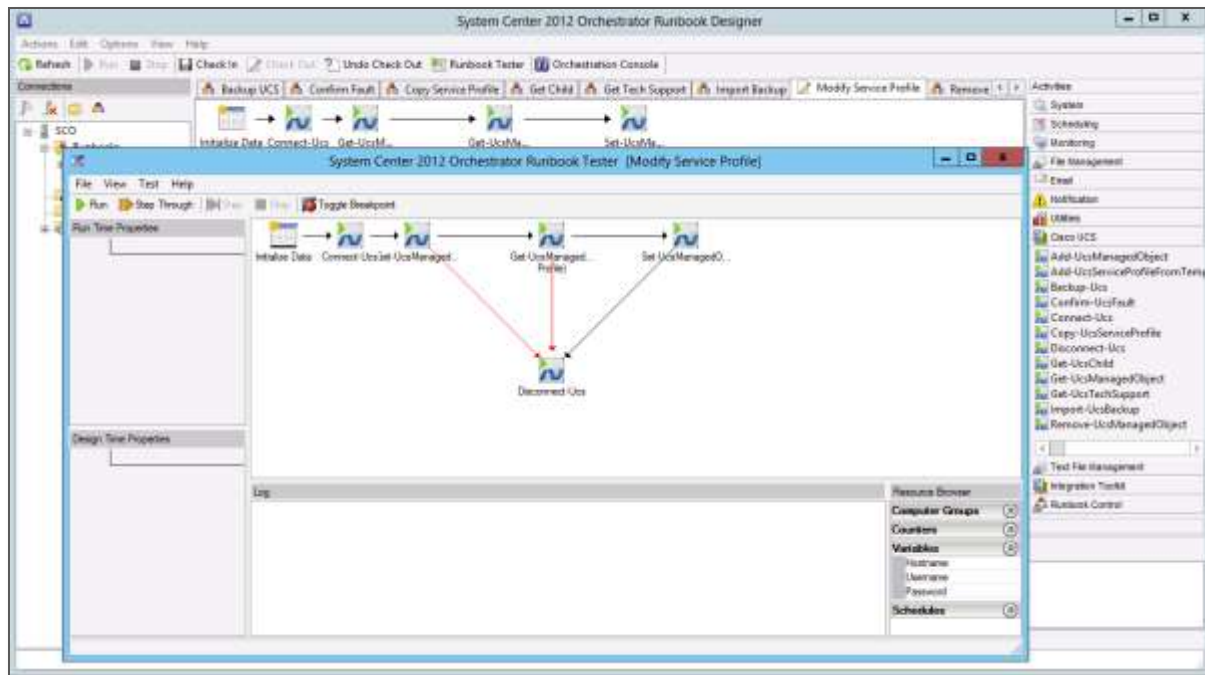 System Center 2012 Orchestrator Runbook Designer
Actions Edit Options View Help
Refresh Run Stop Check In Check Out Undo Check Out Runbook Tester Orchestration Console
Connections
Backup UCS Confirm Fault Copy Service Profile Get Child Get Tech Support Import Backup Modify Service Profile Remove
Activities
SCO
Runbooks
Initialize Data Connect-Ucs Get-UcsM... Get-UcsMa... Set-UcsMa...
System
Scheduling
Monitoring
File Management
Email
Notification
Utilities
Cisco UCS
Add-UcsManagedObject
Add-UcsServiceProfileFromTemp
Backup-Ucs
Confirm-UcsFault
Connect-Ucs
Copy-UcsServiceProfile
Disconnect-Ucs
Get-UcsChild
Get-UcsManagedObject
Get-UcsTechSupport
Import-UcsBackup
Remove-UcsManagedObject
Text File Management
Integration Toolkit
Runbook Control
System Center 2012 Orchestrator Runbook Tester [Modify Service Profile]
File View Test Help
Run Step Through Step Stop Toggle Breakpoint
Run Time Properties
Initialize Data Connect-Ucs Get-UcsManaged... Get-UcsManaged... Set-UcsManagedO...
Profile)
Disconnect-Ucs
Design Time Properties
Log
Resource Browser
Computer Groups
Counters
Variables
Hostname
Username
Password
Schedules